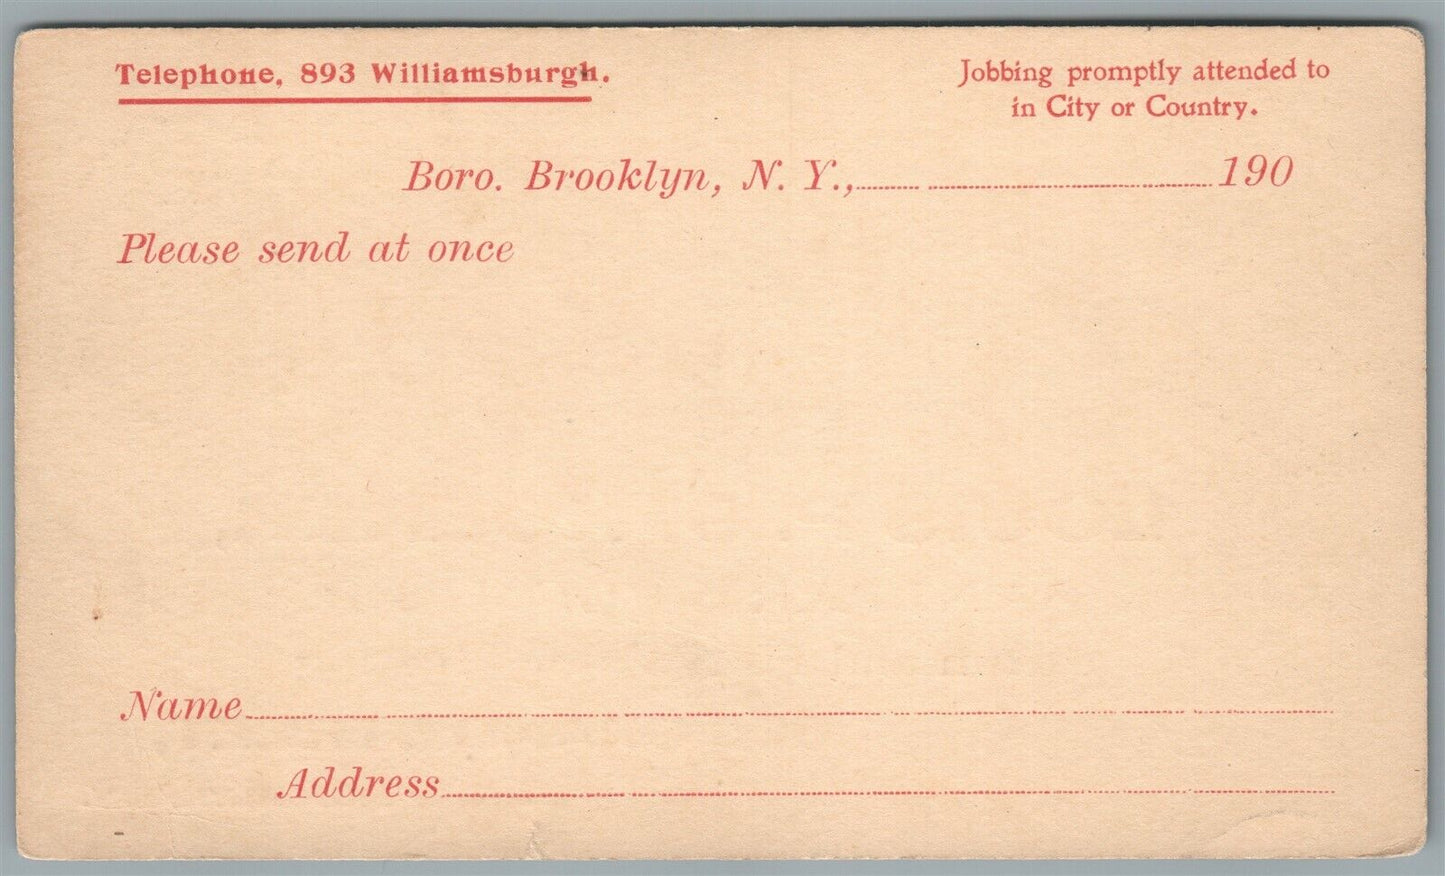 Telephone, 893 Williamsburgh.
Jobbing promptly attended to
in City or Country.
Boro. Brooklyn, N. Y.,.......... 190
Please send at once
Name
Address